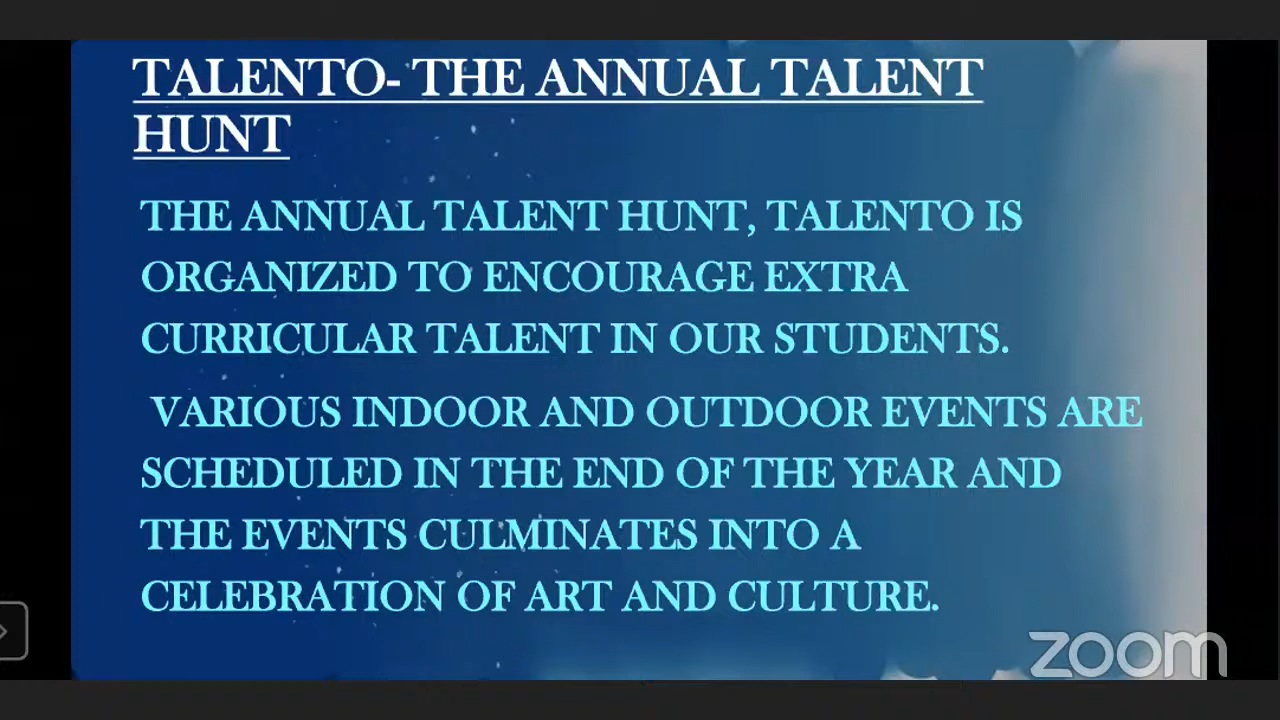 TALENTO- THE ANNUAL TALENT
HUNT
THE ANNUAL TALENT HUNT, TALENTO IS
ORGANIZED TO ENCOURAGE EXTRA
CURRICULAR TALENT IN OUR STUDENTS.
VARIOUS INDOOR AND OUTDOOR EVENTS ARE
SCHEDULED IN THE END OF THE YEAR AND
THE EVENTS CULMINATES INTO A
CELEBRATION OF ART AND CULTURE.
zoom